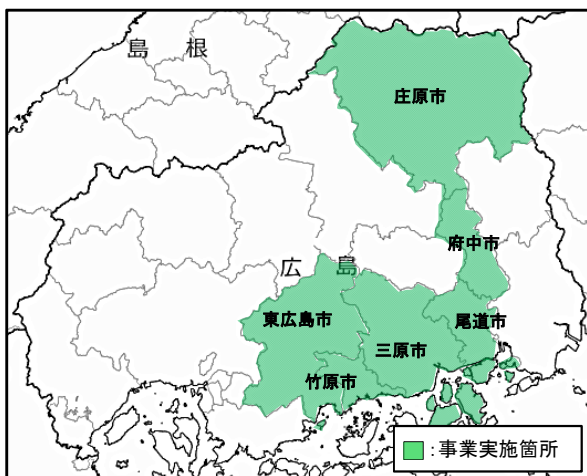 島根
庄原市
府中市
広島
東広島市
尾道市
三原市
竹原市
：事業実施箇所